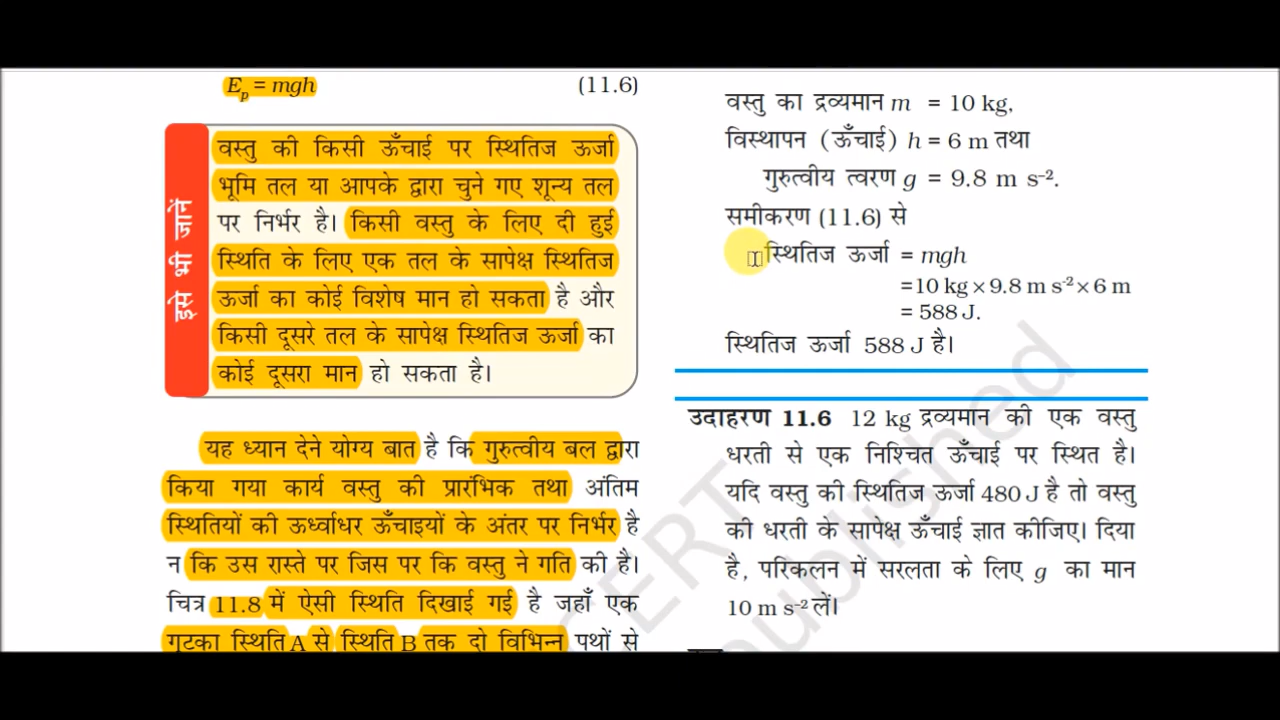 E_p = mgh (11.6)
इसे भी जानें
वस्तु की किसी ऊँचाई पर स्थितिज ऊर्जा
भूमि तल या आपके द्वारा चुने गए शून्य तल
पर निर्भर है। किसी वस्तु के लिए दी हुई
स्थिति के लिए एक तल के सापेक्ष स्थितिज
ऊर्जा का कोई विशेष मान हो सकता है और
किसी दूसरे तल के सापेक्ष स्थितिज ऊर्जा का
कोई दूसरा मान हो सकता है।
यह ध्यान देने योग्य बात है कि गुरुत्वीय बल द्वारा
किया गया कार्य वस्तु की प्रारंभिक तथा अंतिम
स्थितियों की ऊर्ध्वाधर ऊँचाइयों के अंतर पर निर्भर है
न कि उस रास्ते पर जिस पर कि वस्तु ने गति की है।
चित्र 11.8 में ऐसी स्थिति दिखाई गई है जहाँ एक
गुटका स्थिति A से स्थिति B तक दो विभिन्न पथों से
वस्तु का द्रव्यमान m = 10 kg,
विस्थापन (ऊँचाई) h = 6 m तथा
गुरुत्वीय त्वरण g = 9.8 m s⁻².
समीकरण (11.6) से
स्थितिज ऊर्जा = mgh
=10 kg × 9.8 m s⁻² × 6 m
= 588 J.
स्थितिज ऊर्जा 588 J है।
उदाहरण 11.6 12 kg द्रव्यमान की एक वस्तु
धरती से एक निश्चित ऊँचाई पर स्थित है।
यदि वस्तु की स्थितिज ऊर्जा 480 J है तो वस्तु
की धरती के सापेक्ष ऊँचाई ज्ञात कीजिए। दिया
है, परिकलन में सरलता के लिए g का मान
10 m s⁻² लें।
CERT
published